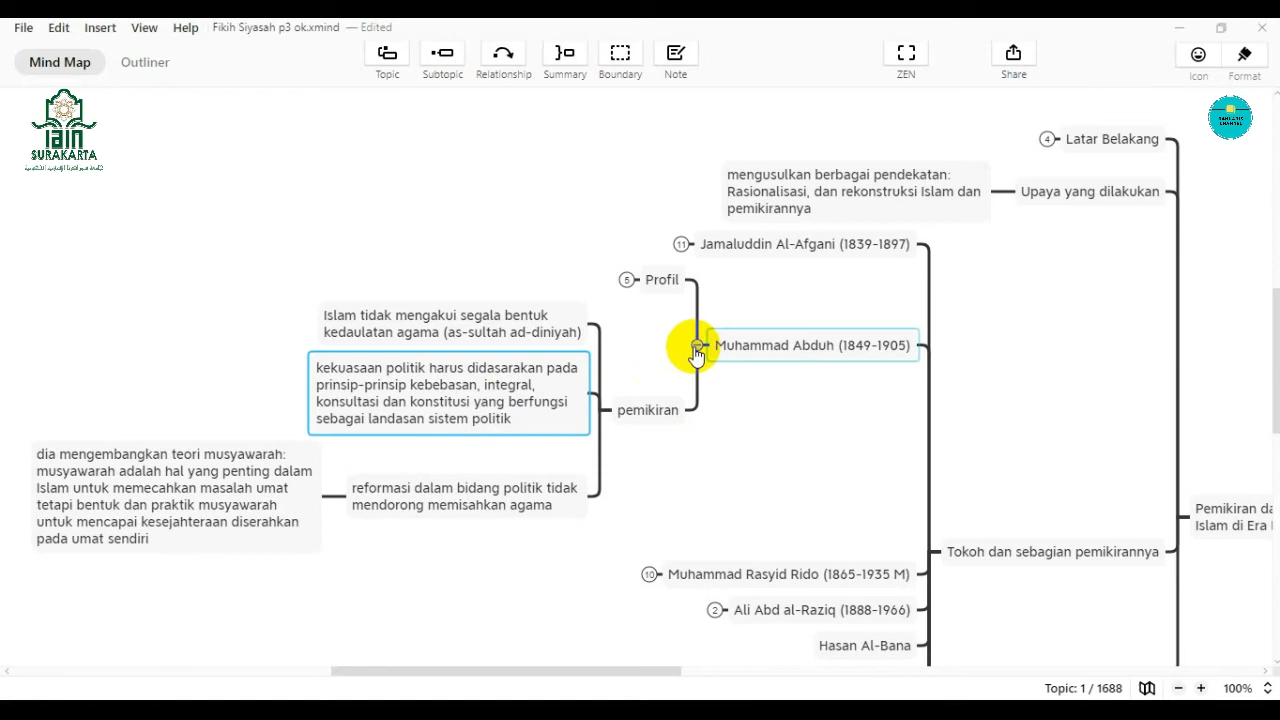 File Edit Insert View Help Fikih Siyasah p3 ok.xmind — Edited
Mind Map Outliner
Topic Subtopic Relationship Summary Boundary Note ZEN Share Icon Format
iain
SURAKARTA
4 Latar Belakang
mengusulkan berbagai pendekatan:
Rasionalisasi, dan rekonstruksi Islam dan
pemikirannya
Upaya yang dilakukan
11 Jamaluddin Al-Afgani (1839-1897)
5 Profil
Islam tidak mengakui segala bentuk
kedaulatan agama (as-sultah ad-diniyah)
Muhammad Abduh (1849-1905)
kekuasaan politik harus didasarakan pada
prinsip-prinsip kebebasan, integral,
konsultasi dan konstitusi yang berfungsi
sebagai landasan sistem politik
pemikiran
dia mengembangkan teori musyawarah:
musyawarah adalah hal yang penting dalam
Islam untuk memecahkan masalah umat
tetapi bentuk dan praktik musyawarah
untuk mencapai kesejahteraan diserahkan
pada umat sendiri
reformasi dalam bidang politik tidak
mendorong memisahkan agama
Pemikiran da
Islam di Era
Tokoh dan sebagian pemikirannya
10 Muhammad Rasyid Rido (1865-1935 M)
2 Ali Abd al-Raziq (1888-1966)
Hasan Al-Bana
Topic: 1 / 1688 100%